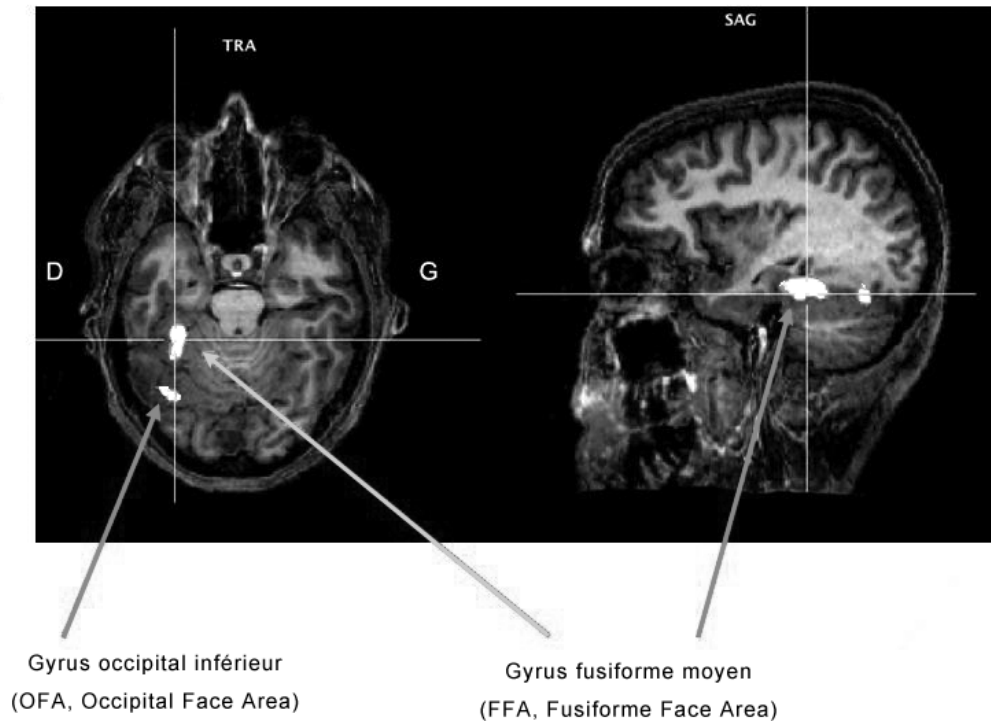 TRA
SAG
D
G
Gyrus occipital inférieur
(OFA, Occipital Face Area)
Gyrus fusiforme moyen
(FFA, Fusiforme Face Area)